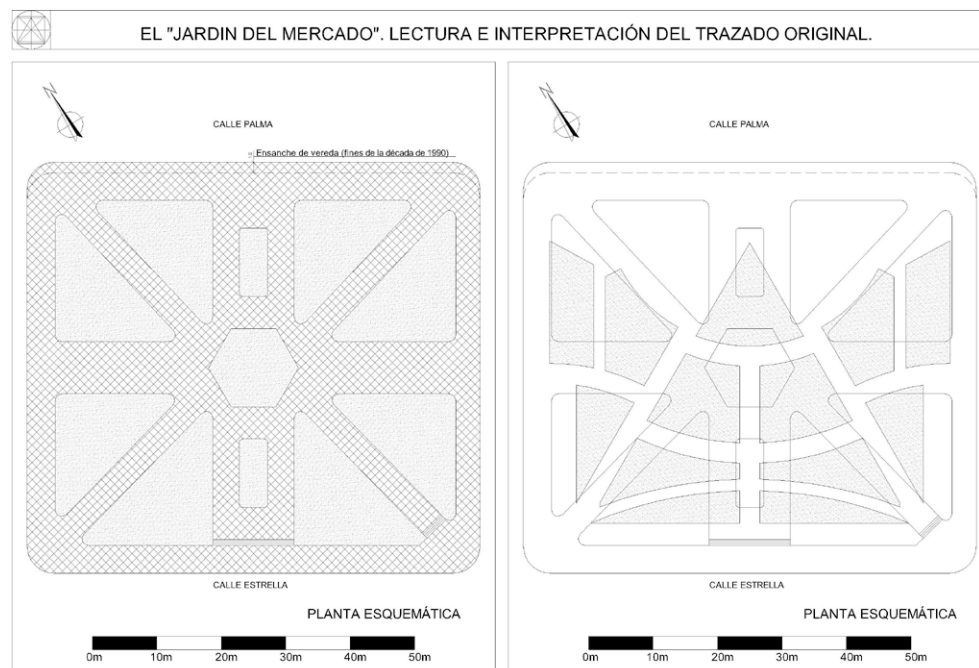 EL "JARDIN DEL MERCADO". LECTURA E INTERPRETACIÓN DEL TRAZADO ORIGINAL.
N
CALLE PALMA
Ensanche de vereda (fines de la década de 1990)
CALLE ESTRELLA
PLANTA ESQUEMÁTICA
0m 10m 20m 30m 40m 50m
N
CALLE PALMA
CALLE ESTRELLA
PLANTA ESQUEMÁTICA
0m 10m 20m 30m 40m 50m